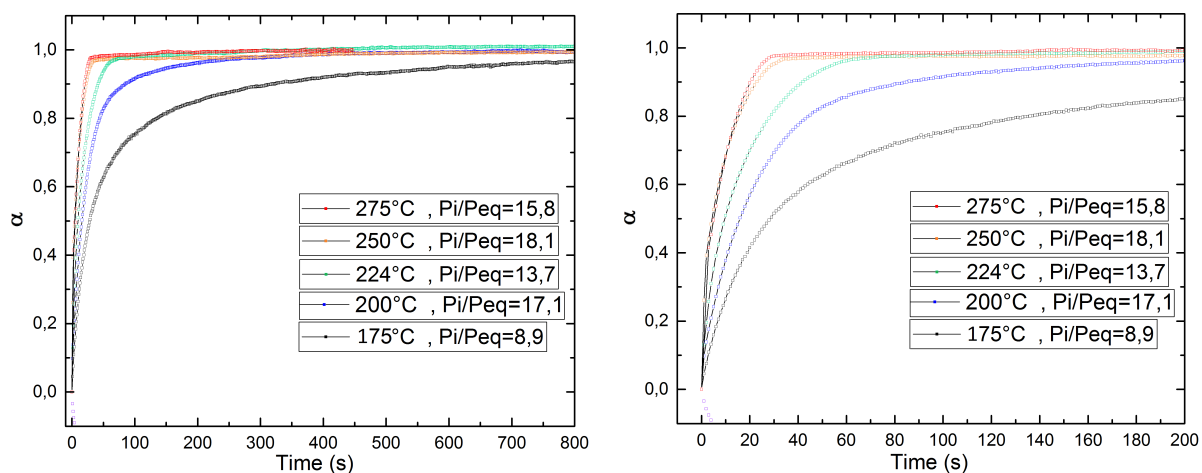 1,0
0,8
0,6
0,4
0,2
0,0
α
275°C , Pi/Peq=15,8
250°C , Pi/Peq=18,1
224°C , Pi/Peq=13,7
200°C , Pi/Peq=17,1
175°C , Pi/Peq=8,9
0 100 200 300 400 500 600 700 800
Time (s)
1,0
0,8
0,6
0,4
0,2
0,0
α
275°C , Pi/Peq=15,8
250°C , Pi/Peq=18,1
224°C , Pi/Peq=13,7
200°C , Pi/Peq=17,1
175°C , Pi/Peq=8,9
0 20 40 60 80 100 120 140 160 180 200
Time (s)